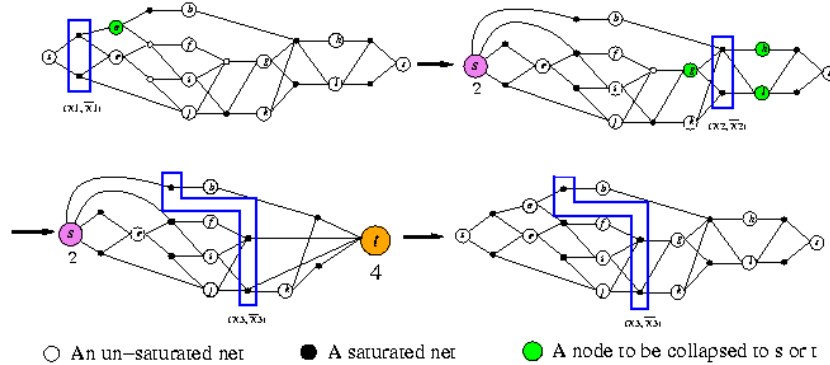 b
a
f
h
s
e
g
t
i
l
j
k
(X1, X̅1)
b
f
h
S
e
g
t
i
l
2
j
k
(X2, X̅2)
b
f
S
e
t
i
2
j
k
4
(X3, X̅3)
b
a
f
h
s
e
g
t
i
l
j
k
(X3, X̅3)
An un-saturated net
A saturated net
A node to be collapsed to s or t